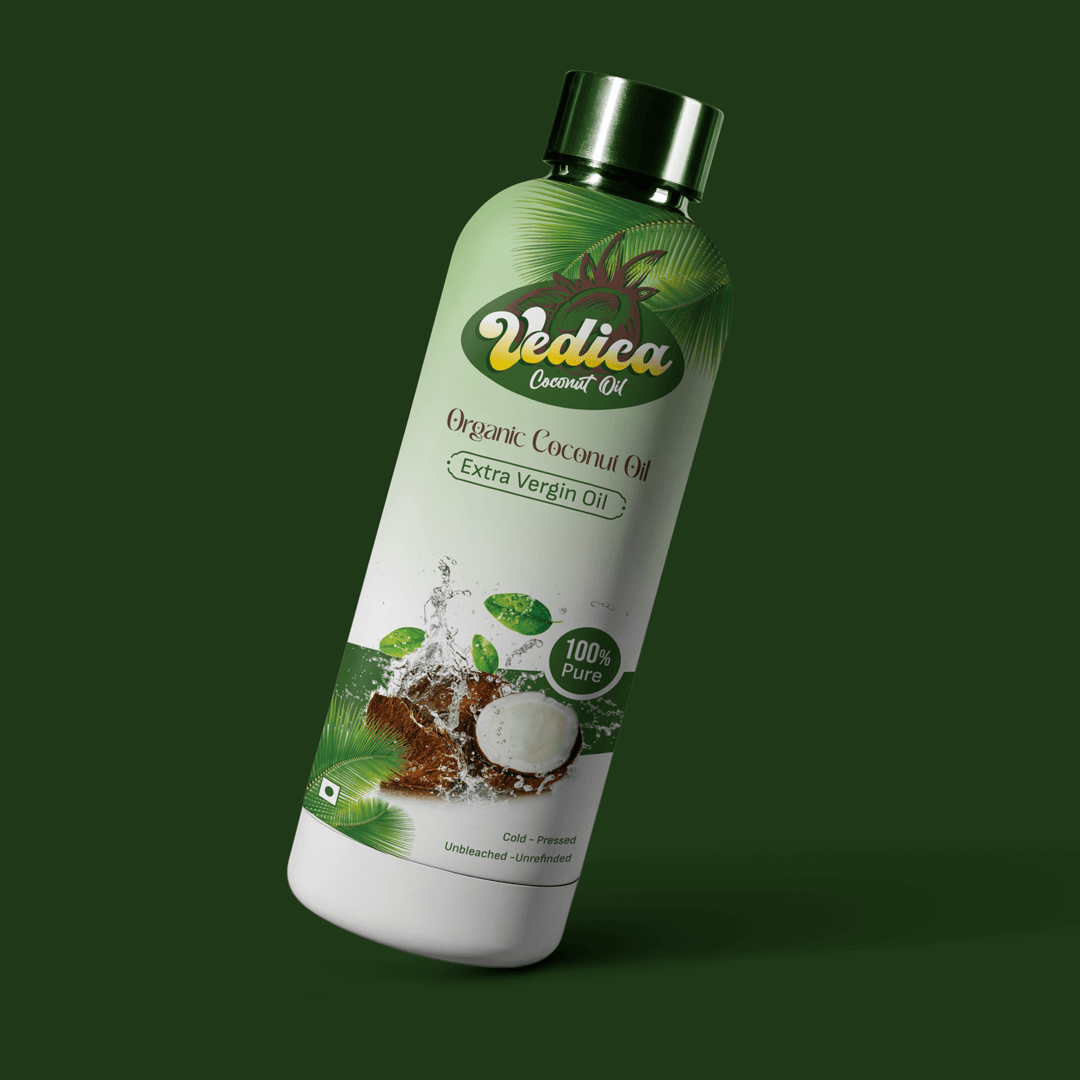 Vedica
Coconut Oil
Organic Coconut Oil
Extra Vergin Oil
100%
Pure
Cold - Pressed
Unbleached -Unrefinded